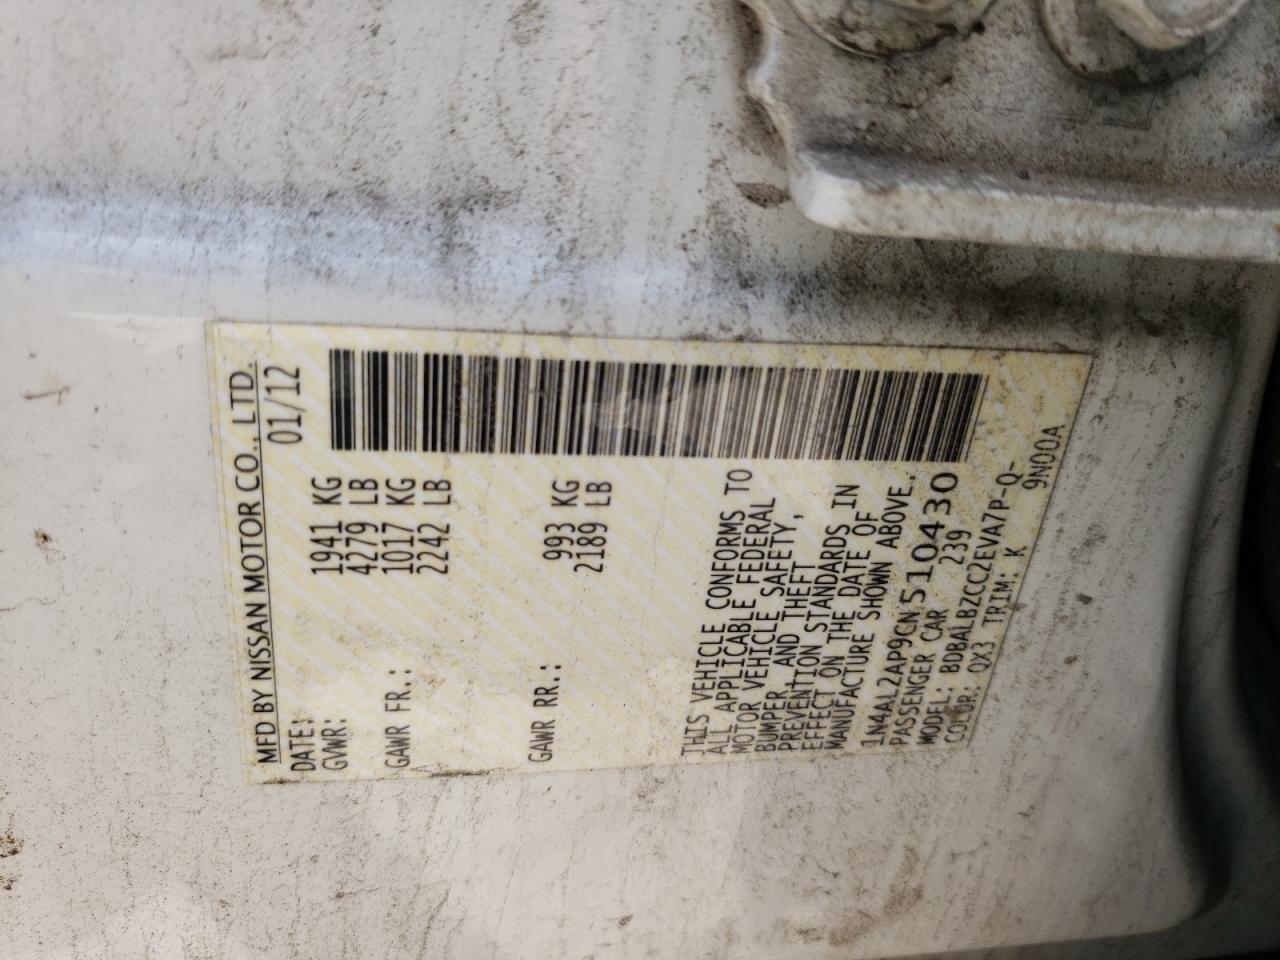 MFD BY NISSAN MOTOR CO., LTD.
DATE: 01/12
GVWR: 1941 KG
4279 LB
GAWR FR.: 1017 KG
2242 LB
GAWR RR.: 993 KG
2189 LB
THIS VEHICLE CONFORMS TO
ALL APPLICABLE FEDERAL
MOTOR VEHICLE SAFETY,
BUMPER, AND THEFT
PREVENTION STANDARDS IN
EFFECT ON THE DATE OF
MANUFACTURE SHOWN ABOVE.
1N4AL2AP9CN510430
PASSENGER CAR 239
MODEL: BDBALBZCC2EVA7P-Q-
COLOR: QX3 TRIM: K 9N00A